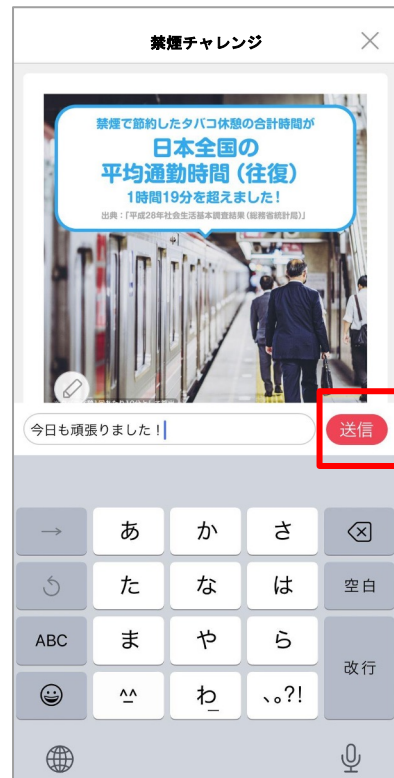 禁煙チャレンジ
禁煙で節約したタバコ休憩の合計時間が
日本全国の
平均通勤時間（往復）
1時間19分を超えました！
出典：「平成28年社会生活基本調査結果（総務省統計局）」
今日も頑張りました！
送信
→ あ か さ
た な は 空白
ABC ま や ら
改行
^^ わ_ 、。?!